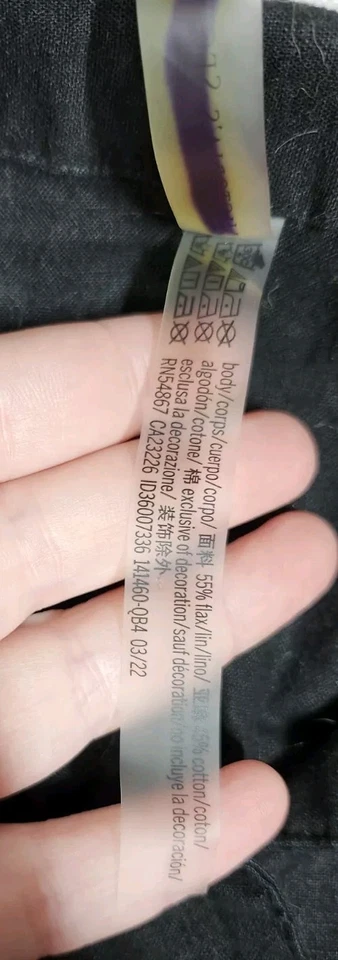 body/corps/cuerpo/corpo/ 面料 55% flax/lin/lino/ 亚麻 45% cotton/coton/
algodón/cotone/ 棉 exclusive of decoration/sauf décoration/no incluye la decoración/
esclusa la decorazione/ 装饰除外
RN54867 CA23226 ID36007336 141460-QB4 03/22